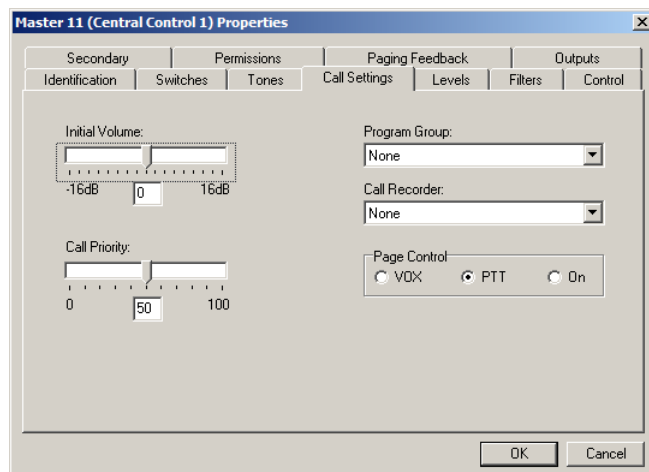 Master 11 (Central Control 1) Properties
Secondary Permissions Paging Feedback Outputs
Identification Switches Tones Call Settings Levels Filters Control
Initial Volume:
-16dB 0 16dB
Call Priority:
0 50 100
Program Group:
None
Call Recorder:
None
Page Control
VOX PTT On
OK Cancel